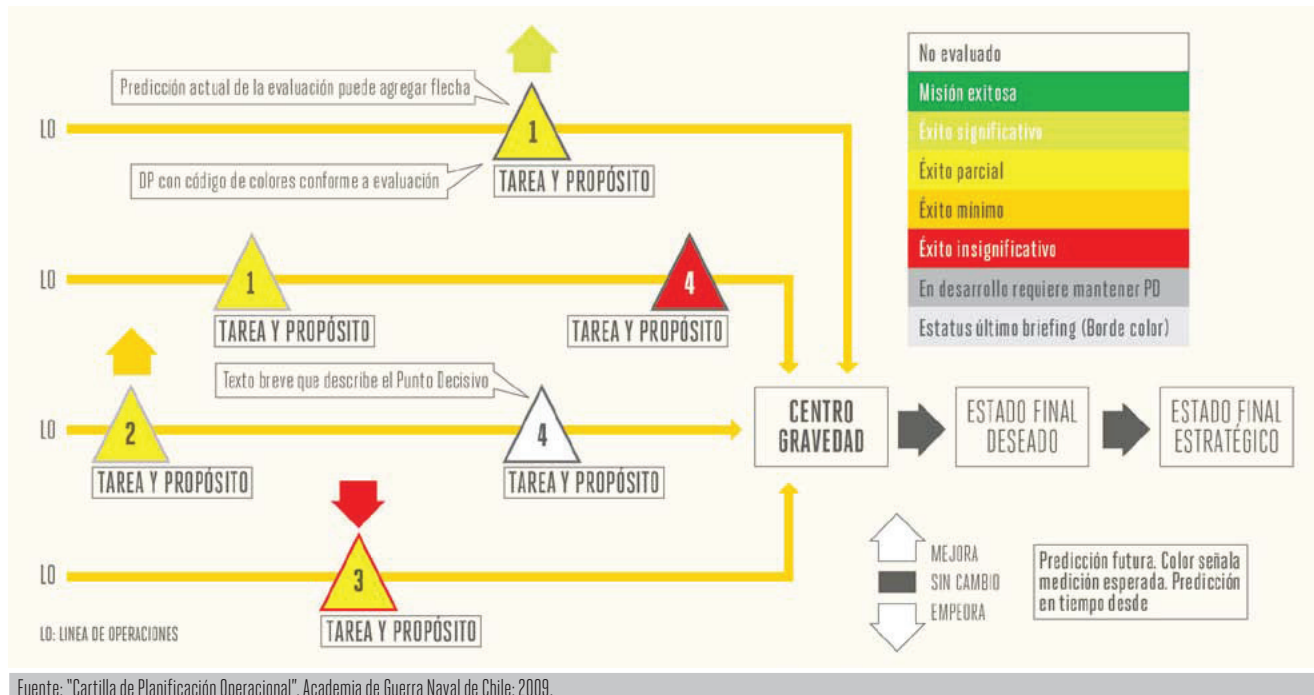 Predicción actual de la evaluación puede agregar flecha
LO
1
DP con código de colores conforme a evaluación
TAREA Y PROPÓSITO
LO
1
4
TAREA Y PROPÓSITO
TAREA Y PROPÓSITO
Texto breve que describe el Punto Decisivo
LO
2
4
TAREA Y PROPÓSITO
TAREA Y PROPÓSITO
LO
3
TAREA Y PROPÓSITO
LO: LINEA DE OPERACIONES
No evaluado
Misión exitosa
Éxito significativo
Éxito parcial
Éxito mínimo
Éxito insignificativo
En desarrollo requiere mantener PD
Estatus último briefing (Borde color)
CENTRO
GRAVEDAD
ESTADO FINAL
DESEADO
ESTADO FINAL
ESTRATÉGICO
MEJORA
SIN CAMBIO
EMPEORA
Predicción futura. Color señala
medición esperada. Predicción
en tiempo desde
Fuente: "Cartilla de Planificación Operacional", Academia de Guerra Naval de Chile; 2009.